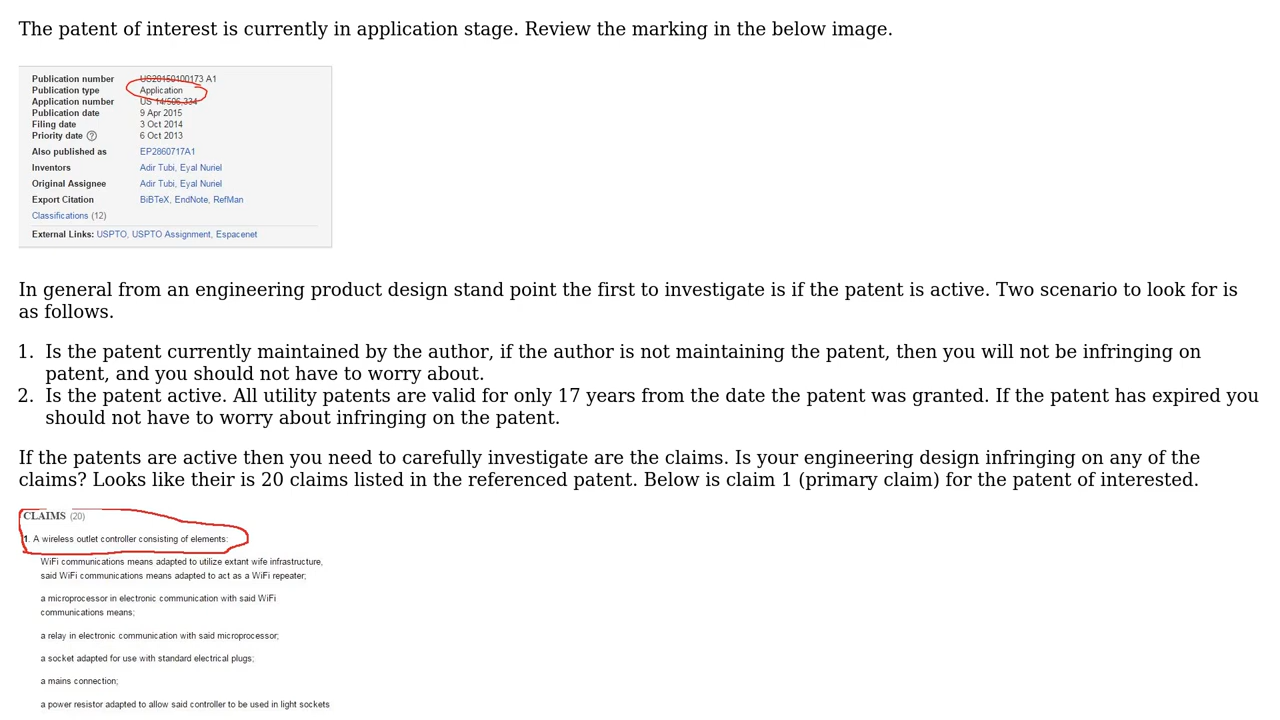 The patent of interest is currently in application stage. Review the marking in the below image.
Publication number US20150100173 A1
Publication type Application
Application number US 14/506,334
Publication date 9 Apr 2015
Filing date 3 Oct 2014
Priority date ? 6 Oct 2013
Also published as EP2860717A1
Inventors Adir Tubi, Eyal Nuriel
Original Assignee Adir Tubi, Eyal Nuriel
Export Citation BiBTeX, EndNote, RefMan
Classifications (12)
External Links: USPTO, USPTO Assignment, Espacenet
In general from an engineering product design stand point the first to investigate is if the patent is active. Two scenario to look for is
as follows.
1. Is the patent currently maintained by the author, if the author is not maintaining the patent, then you will not be infringing on
patent, and you should not have to worry about.
2. Is the patent active. All utility patents are valid for only 17 years from the date the patent was granted. If the patent has expired you
should not have to worry about infringing on the patent.
If the patents are active then you need to carefully investigate are the claims. Is your engineering design infringing on any of the
claims? Looks like their is 20 claims listed in the referenced patent. Below is claim 1 (primary claim) for the patent of interested.
CLAIMS (20)
1. A wireless outlet controller consisting of elements:
WiFi communications means adapted to utilize extant wife infrastructure,
said WiFi communications means adapted to act as a WiFi repeater;
a microprocessor in electronic communication with said WiFi
communications means;
a relay in electronic communication with said microprocessor;
a socket adapted for use with standard electrical plugs;
a mains connection;
a power resistor adapted to allow said controller to be used in light sockets